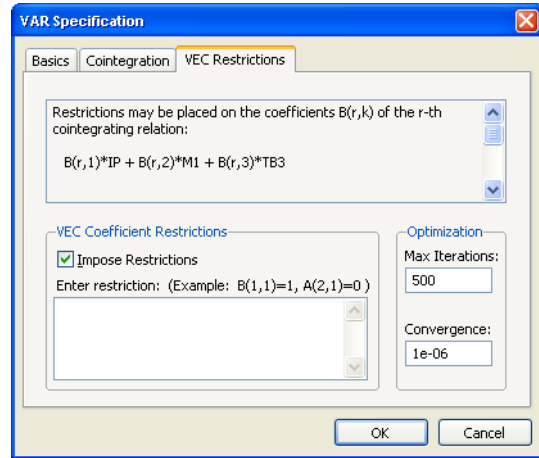 VAR Specification
Basics Cointegration VEC Restrictions
Restrictions may be placed on the coefficients B(r,k) of the r-th
cointegrating relation:
B(r,1)*IP + B(r,2)*M1 + B(r,3)*TB3
VEC Coefficient Restrictions
Impose Restrictions
Enter restriction: (Example: B(1,1)=1, A(2,1)=0 )
Optimization
Max Iterations:
500
Convergence:
1e-06
OK Cancel